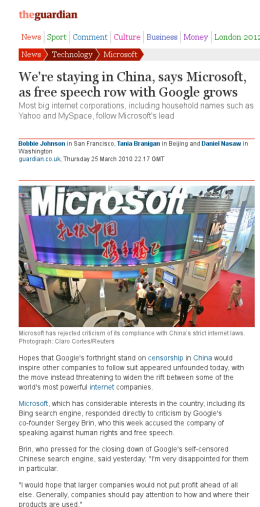 theguardian
News Sport Comment Culture Business Money London 2012
News Technology Microsoft
We're staying in China, says Microsoft,
as free speech row with Google grows
Most big internet corporations, including household names such as
Yahoo and MySpace, follow Microsoft's lead
Bobbie Johnson in San Francisco, Tania Branigan in Beijing and Daniel Nasaw in
Washington
guardian.co.uk, Thursday 25 March 2010 22.17 GMT
Microsoft
扎根中国
携手腾飞
Microsoft has rejected criticism of its compliance with China's strict internet laws.
Photograph: Claro Cortes/Reuters
Hopes that Google's forthright stand on censorship in China would
inspire other companies to follow suit appeared unfounded today, with
the move instead threatening to widen the rift between some of the
world's most powerful internet companies.
Microsoft, which has considerable interests in the country, including its
Bing search engine, responded directly to criticism by Google's
co-founder Sergey Brin, who this week accused the company of
speaking against human rights and free speech.
Brin, who pressed for the closing down of Google's self-censored
Chinese search engine, said yesterday: "I'm very disappointed for them
in particular.
"I would hope that larger companies would not put profit ahead of all
else. Generally, companies should pay attention to how and where their
products are used."